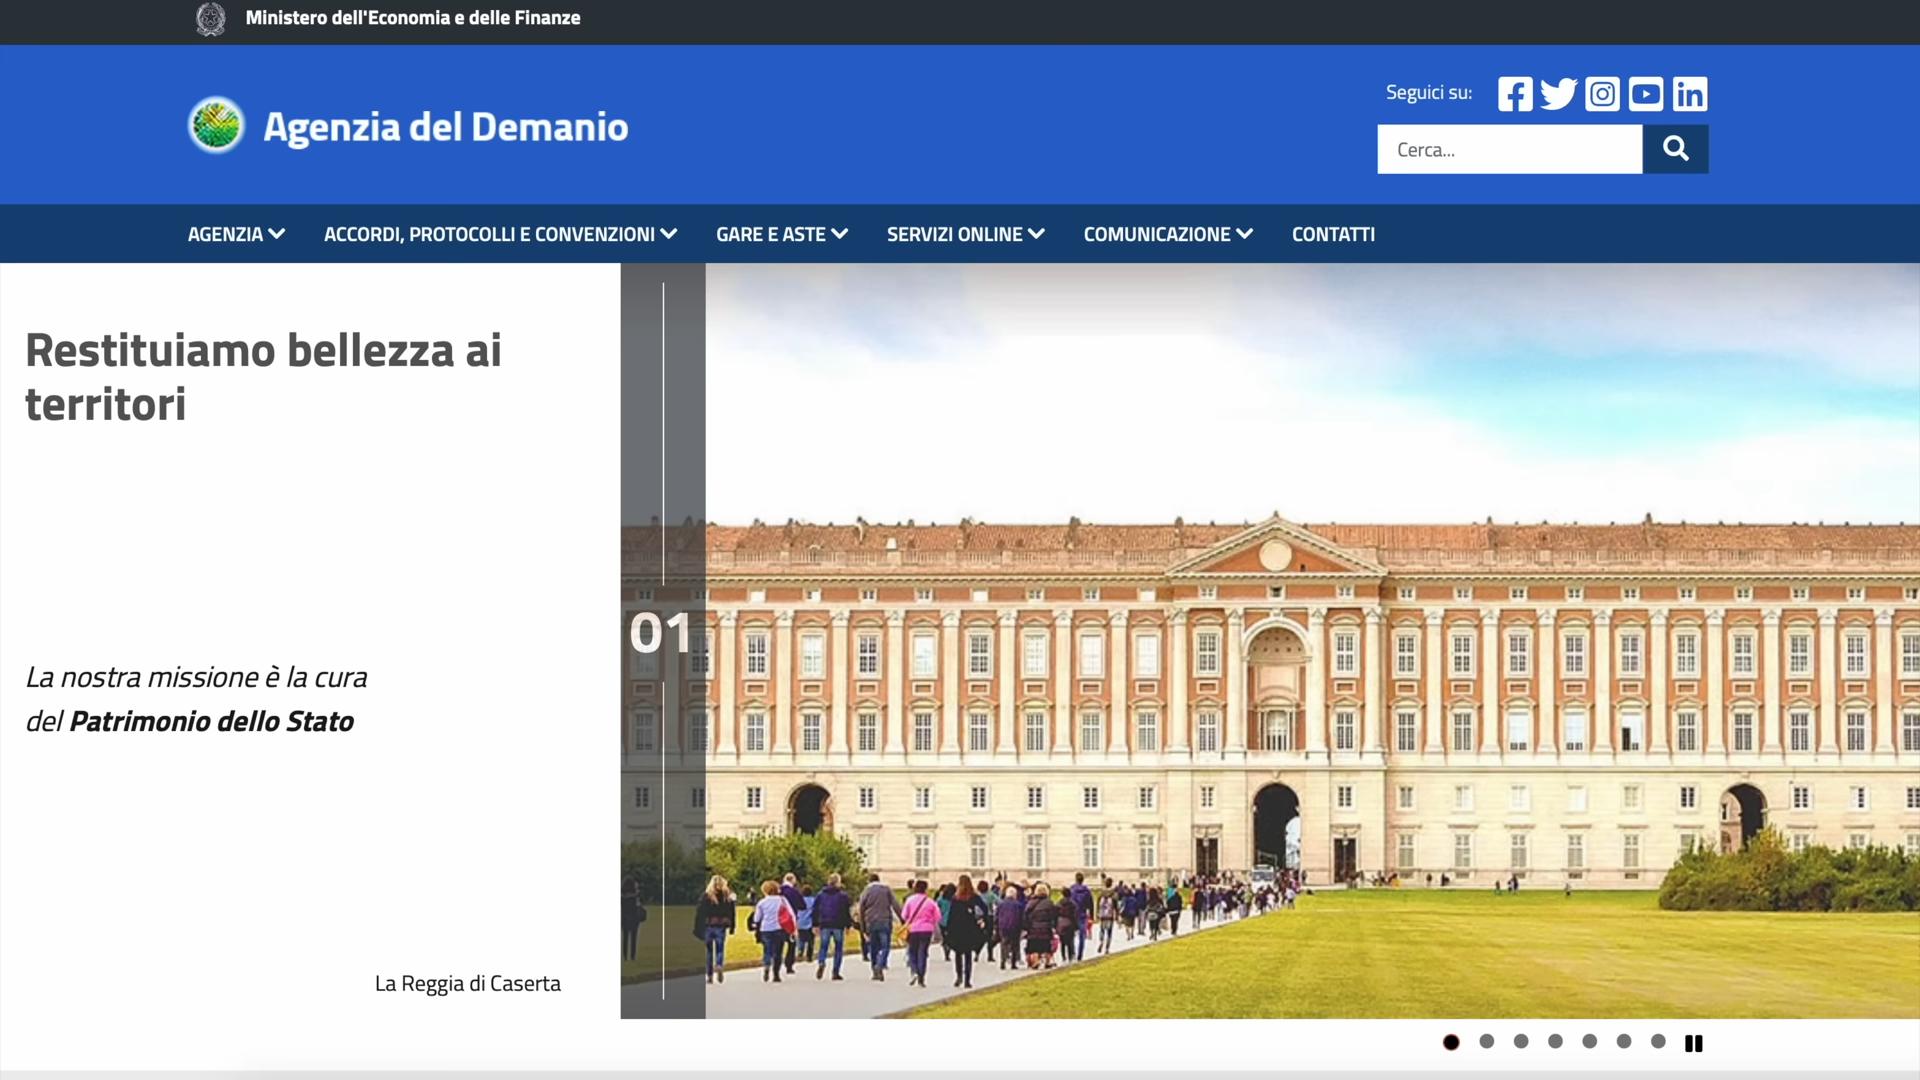 Ministero dell'Economia e delle Finanze
Agenzia del Demanio
Seguici su:
Cerca...
AGENZIA
ACCORDI, PROTOCOLLI E CONVENZIONI
GARE E ASTE
SERVIZI ONLINE
COMUNICAZIONE
CONTATTI
Restituiamo bellezza ai
territori
La nostra missione è la cura
del Patrimonio dello Stato
La Reggia di Caserta
01